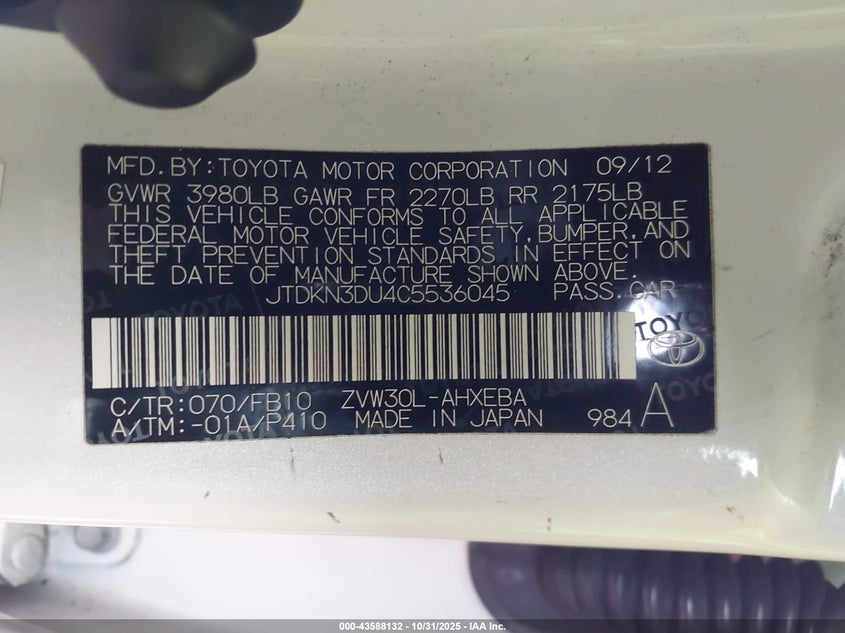 MFD.BY:TOYOTA MOTOR CORPORATION 09/12
GVWR 3980LB GAWR FR 2270LB RR 2175LB
THIS VEHICLE CONFORMS TO ALL APPLICABLE
FEDERAL MOTOR VEHICLE SAFETY,BUMPER,AND
THEFT PREVENTION STANDARDS IN EFFECT ON
THE DATE OF MANUFACTURE SHOWN ABOVE.
JTDKN3DU4C5536045 PASS.CAR
C/TR:070/FB10 ZVW30L-AHXEBA
A/TM:-01A/P410 MADE IN JAPAN 984 A
000-43588132 - 10/31/2025 - IAA Inc.